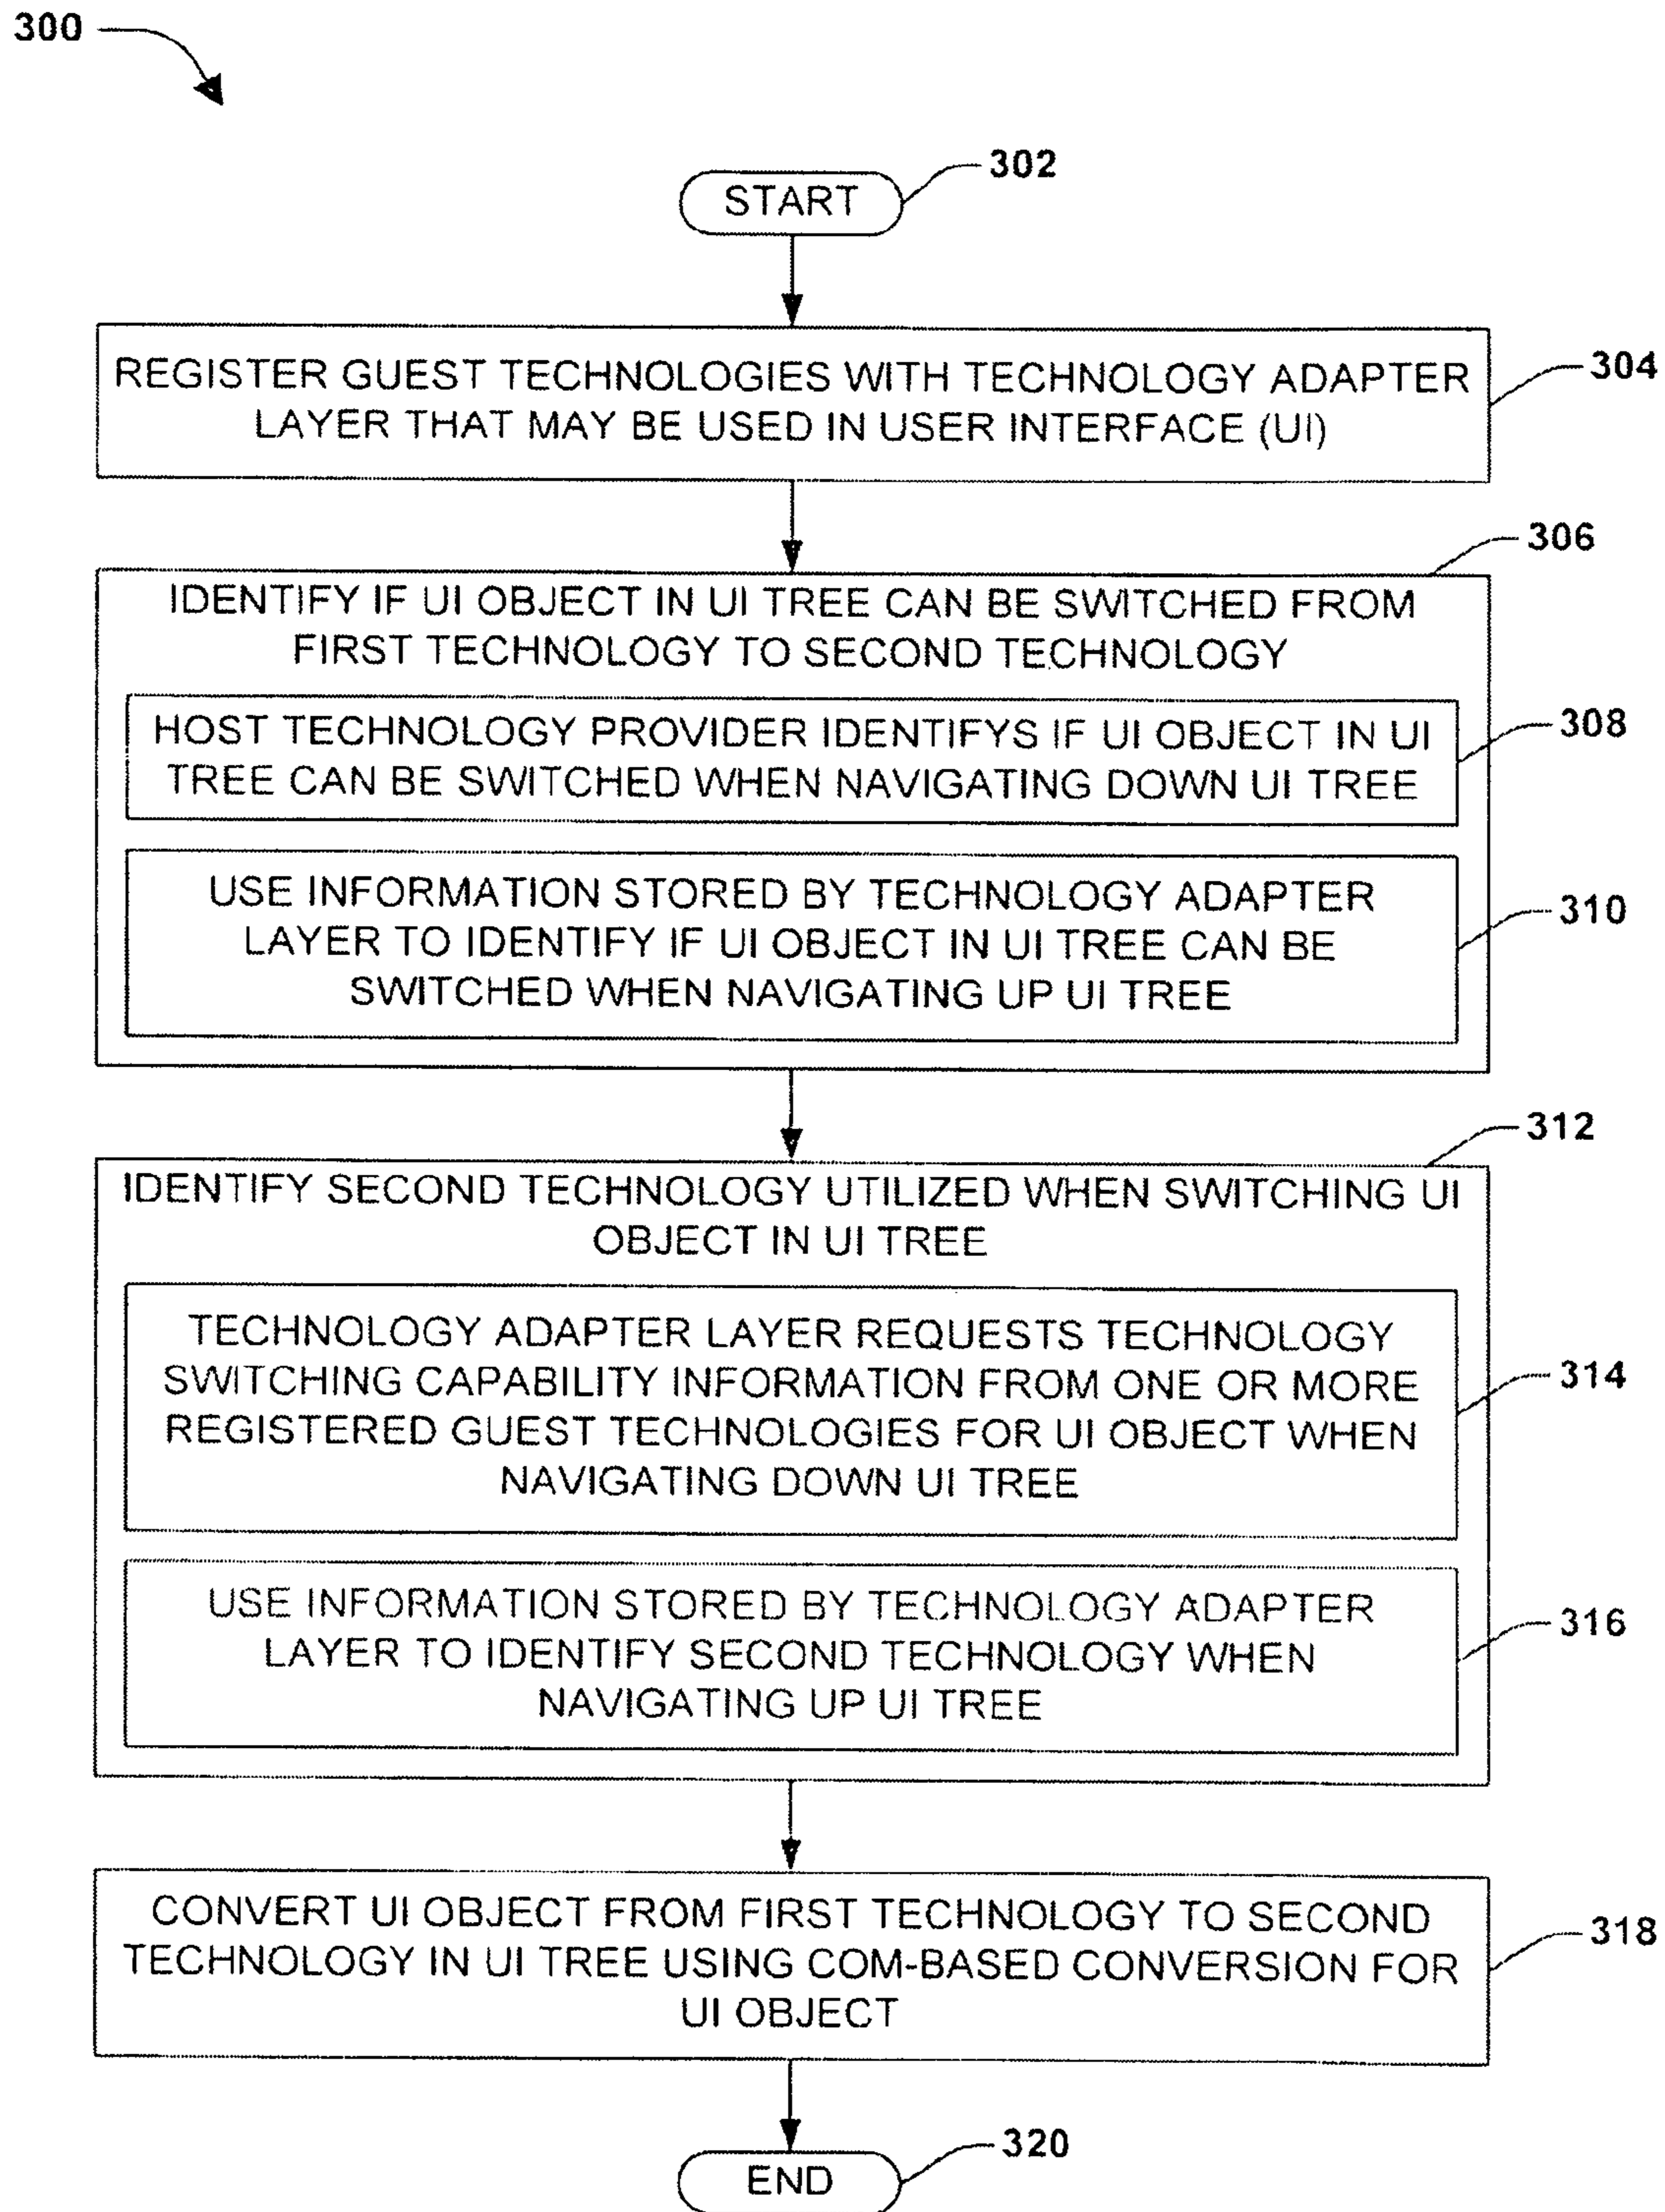 300
302
START
REGISTER GUEST TECHNOLOGIES WITH TECHNOLOGY ADAPTER
LAYER THAT MAY BE USED IN USER INTERFACE (UI)
304
306
IDENTIFY IF UI OBJECT IN UI TREE CAN BE SWITCHED FROM
FIRST TECHNOLOGY TO SECOND TECHNOLOGY
HOST TECHNOLOGY PROVIDER IDENTIFYS IF UI OBJECT IN UI
TREE CAN BE SWITCHED WHEN NAVIGATING DOWN UI TREE
308
USE INFORMATION STORED BY TECHNOLOGY ADAPTER
LAYER TO IDENTIFY IF UI OBJECT IN UI TREE CAN BE
SWITCHED WHEN NAVIGATING UP UI TREE
310
312
IDENTIFY SECOND TECHNOLOGY UTILIZED WHEN SWITCHING UI
OBJECT IN UI TREE
TECHNOLOGY ADAPTER LAYER REQUESTS TECHNOLOGY
SWITCHING CAPABILITY INFORMATION FROM ONE OR MORE
REGISTERED GUEST TECHNOLOGIES FOR UI OBJECT WHEN
NAVIGATING DOWN UI TREE
314
USE INFORMATION STORED BY TECHNOLOGY ADAPTER
LAYER TO IDENTIFY SECOND TECHNOLOGY WHEN
NAVIGATING UP UI TREE
316
CONVERT UI OBJECT FROM FIRST TECHNOLOGY TO SECOND
TECHNOLOGY IN UI TREE USING COM-BASED CONVERSION FOR
UI OBJECT
318
320
END